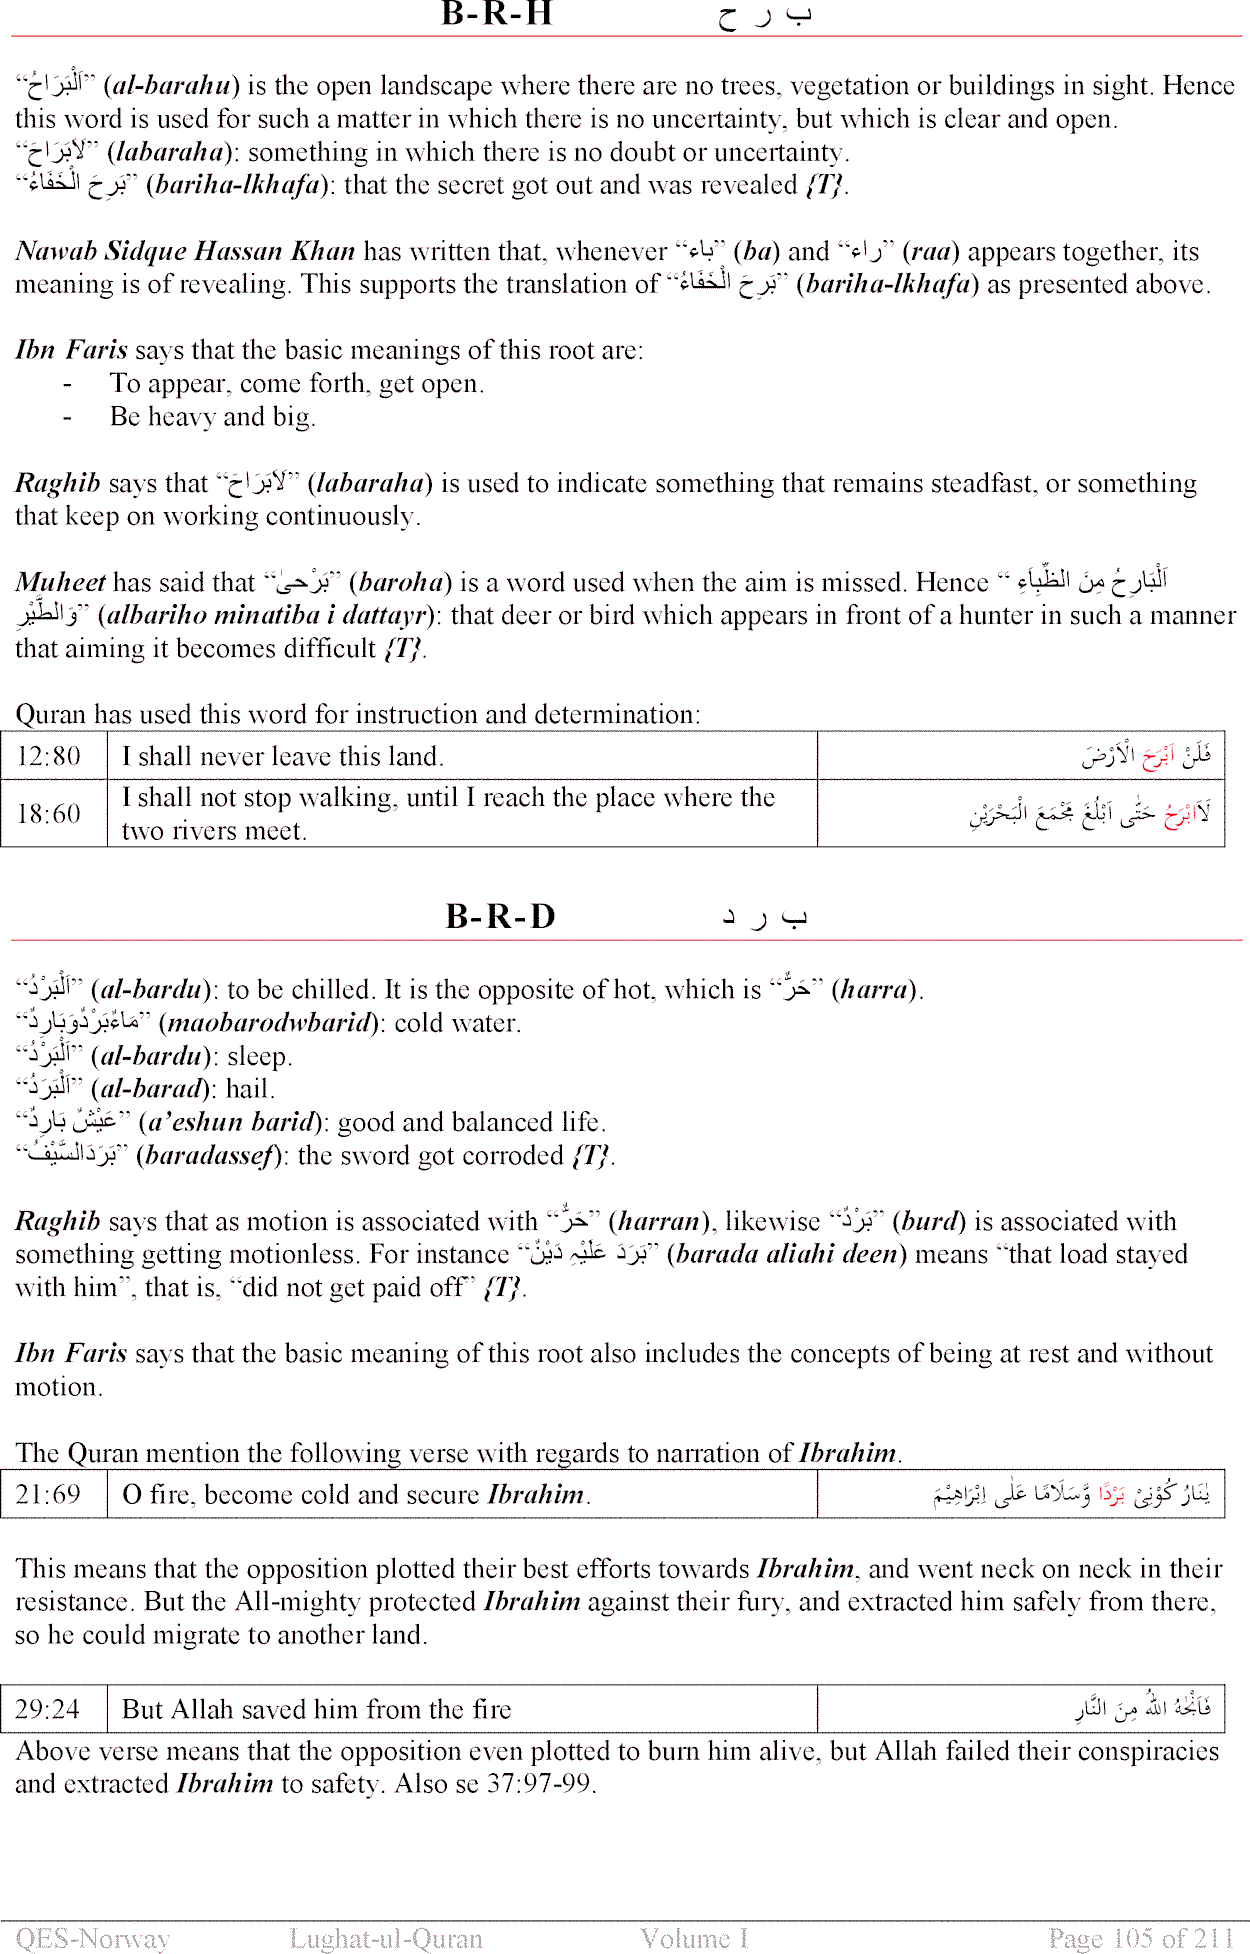 B-R-H ب ر ح
“اَلْبَرَاحُ” (al-barahu) is the open landscape where there are no trees, vegetation or buildings in sight. Hence
this word is used for such a matter in which there is no uncertainty, but which is clear and open.
“لَابَرَاحَ” (labaraha): something in which there is no doubt or uncertainty.
“بَرِحَ الْخَفَاءُ” (bariha-lkhafa): that the secret got out and was revealed {T}.
Nawab Sidque Hassan Khan has written that, whenever “باء” (ba) and “راء” (raa) appears together, its
meaning is of revealing. This supports the translation of “بَرِحَ الْخَفَاءُ” (bariha-lkhafa) as presented above.
Ibn Faris says that the basic meanings of this root are:
- To appear, come forth, get open.
- Be heavy and big.
Raghib says that “لَابَرَاحَ” (labaraha) is used to indicate something that remains steadfast, or something
that keep on working continuously.
Muheet has said that “بَرْحیٰ” (baroha) is a word used when the aim is missed. Hence “اَلْبَارِحُ مِنَ الظِّبَاَءِ
وَالطَّیْرِ” (albariho minatiba i dattayr): that deer or bird which appears in front of a hunter in such a manner
that aiming it becomes difficult {T}.
Quran has used this word for instruction and determination:
12:80 I shall never leave this land. فَلَنْ اَبْرَحَ الْاَرْضَ
18:60 I shall not stop walking, until I reach the place where the
two rivers meet. لَااَبْرَحُ حَتّٰی اَبْلُغَ مَجْمَعَ الْبَحْرَیْنِ
B-R-D ب ر د
“اَلْبَرْدُ” (al-bardu): to be chilled. It is the opposite of hot, which is “حَرٌّ” (harra).
“مَاءٌبَرْدٌوَبَارِدٌ” (maobarodwbarid): cold water.
“اَلْبَرْدُ” (al-bardu): sleep.
“اَلْبَرَدُ” (al-barad): hail.
“عَیْشٌ بَارِدٌ” (a’eshun barid): good and balanced life.
“بَرَدَالسَّیْفُ” (baradassef): the sword got corroded {T}.
Raghib says that as motion is associated with “حَرٌّ” (harran), likewise “بَرْدٌ” (burd) is associated with
something getting motionless. For instance “بَرَدَ عَلَیْہِ دَیْنٌ” (barada aliahi deen) means “that load stayed
with him”, that is, “did not get paid off” {T}.
Ibn Faris says that the basic meaning of this root also includes the concepts of being at rest and without
motion.
The Quran mention the following verse with regards to narration of Ibrahim.
21:69 O fire, become cold and secure Ibrahim. یٰنَارُ کُوْنِیْ بَرْدًا وَّسَلَامًا عَلٰی اِبْرَاهِیْمَ
This means that the opposition plotted their best efforts towards Ibrahim, and went neck on neck in their
resistance. But the All-mighty protected Ibrahim against their fury, and extracted him safely from there,
so he could migrate to another land.
29:24 But Allah saved him from the fire فَاَنْجٰهُ اللّٰهُ مِنَ النَّارِ
Above verse means that the opposition even plotted to burn him alive, but Allah failed their conspiracies
and extracted Ibrahim to safety. Also se 37:97-99.
QES-Norway Lughat-ul-Quran Volume I Page 105 of 211